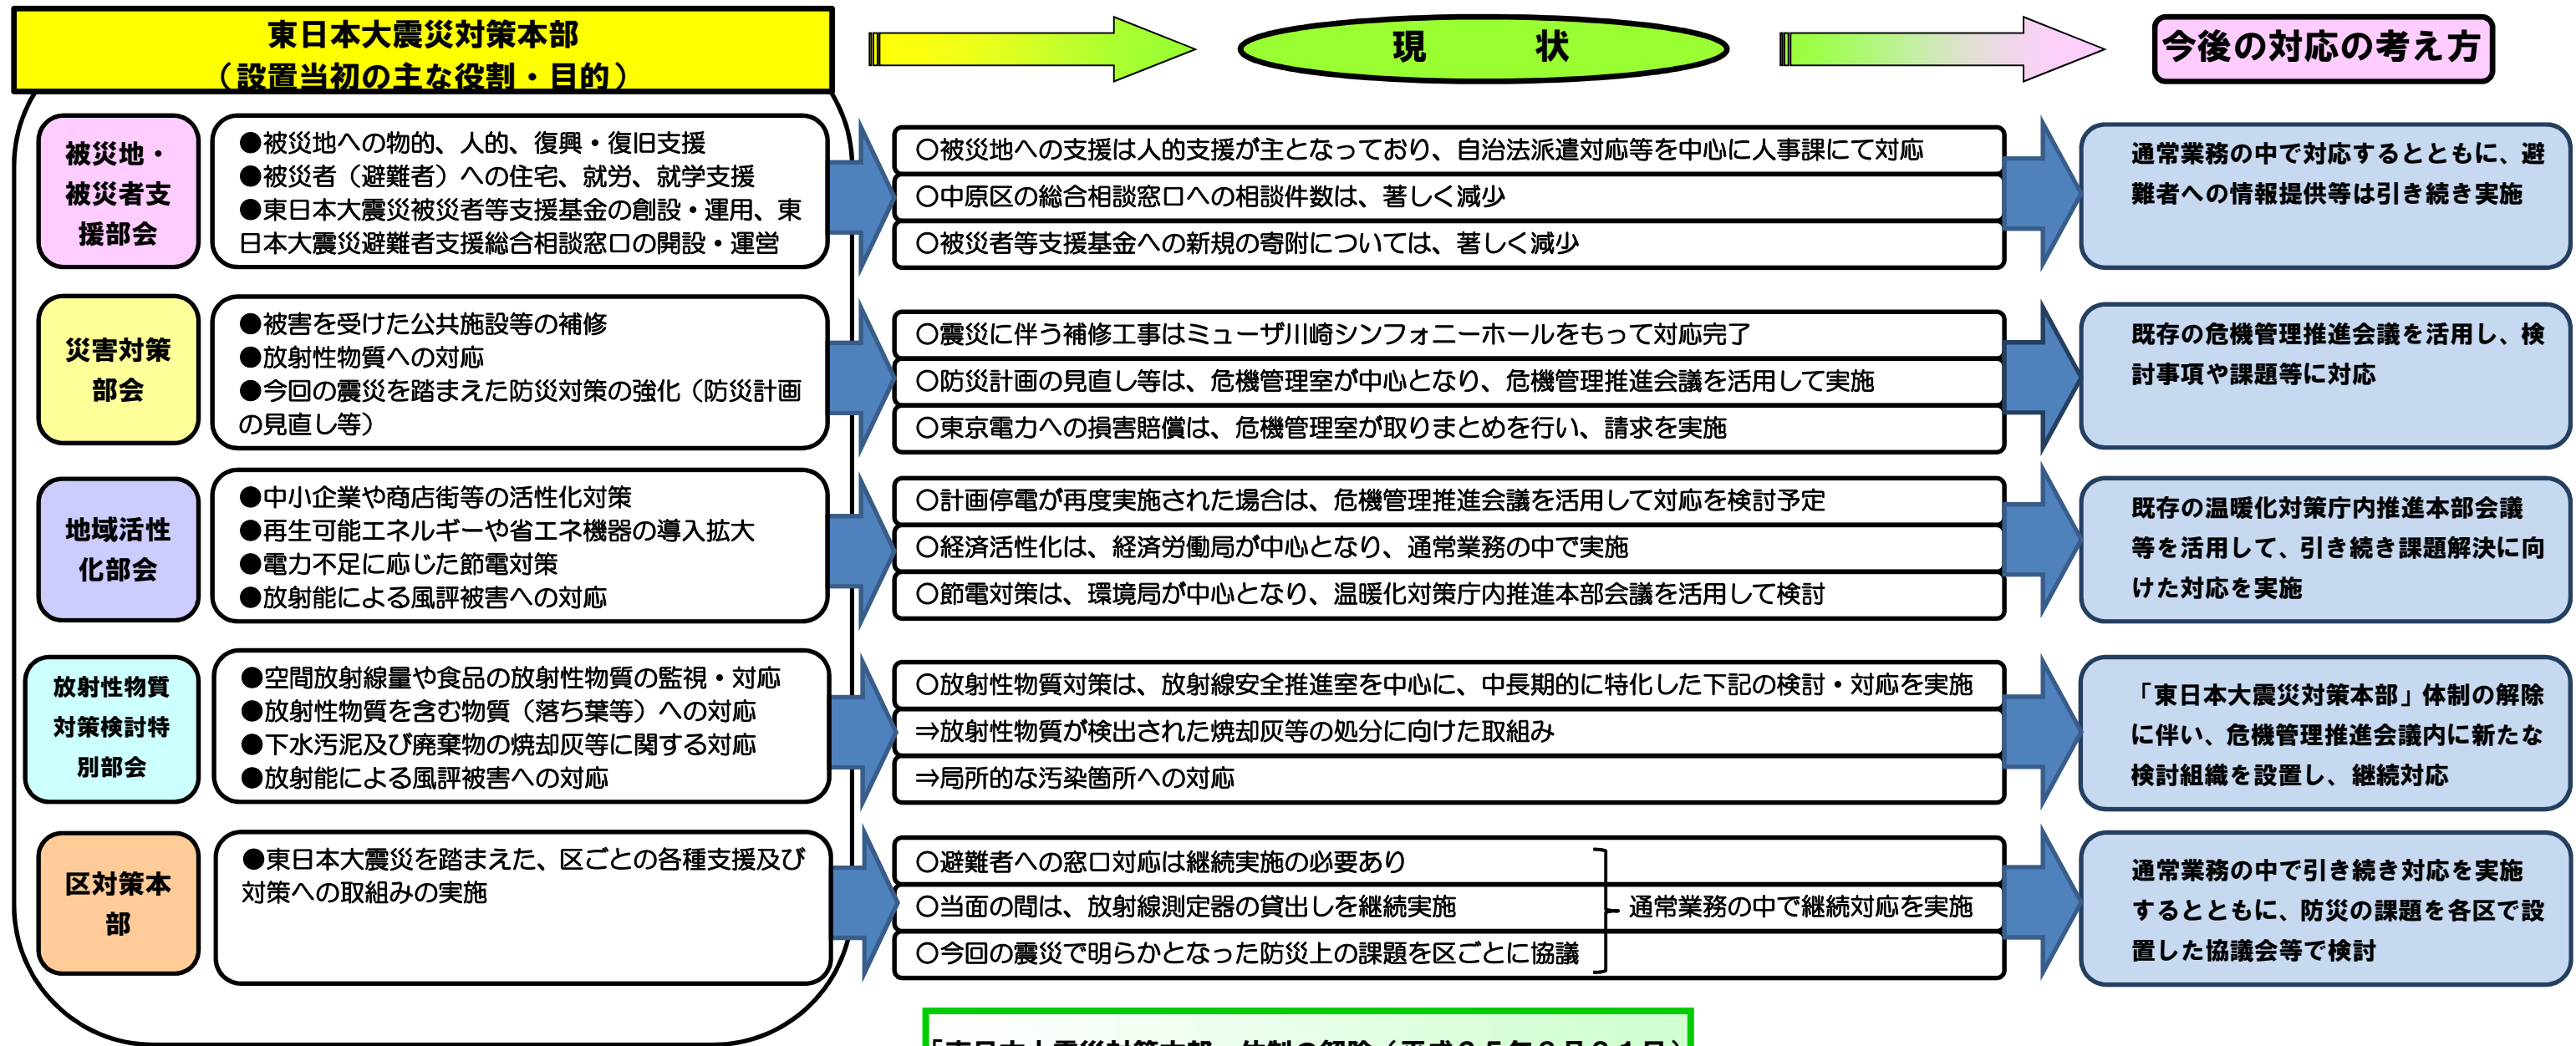 東日本大震災対策本部
（設置当初の主な役割・目的）
現　　状
今後の対応の考え方
被災地・
被災者支
援部会
●被災地への物的、人的、復興・復旧支援
●被災者（避難者）への住宅、就労、就学支援
●東日本大震災被災者等支援基金の創設・運用、東
日本大震災避難者支援総合相談窓口の開設・運営
○被災地への支援は人的支援が主となっており、自治法派遣対応等を中心に人事課にて対応
○中原区の総合相談窓口への相談件数は、著しく減少
○被災者等支援基金への新規の寄附については、著しく減少
通常業務の中で対応するとともに、避
難者への情報提供等は引き続き実施
災害対策
部会
●被害を受けた公共施設等の補修
●放射性物質への対応
●今回の震災を踏まえた防災対策の強化（防災計画
の見直し等）
○震災に伴う補修工事はミューザ川崎シンフォニーホールをもって対応完了
○防災計画の見直し等は、危機管理室が中心となり、危機管理推進会議を活用して実施
○東京電力への損害賠償は、危機管理室が取りまとめを行い、請求を実施
既存の危機管理推進会議を活用し、検
討事項や課題等に対応
地域活性
化部会
●中小企業や商店街等の活性化対策
●再生可能エネルギーや省エネ機器の導入拡大
●電力不足に応じた節電対策
●放射能による風評被害への対応
○計画停電が再度実施された場合は、危機管理推進会議を活用して対応を検討予定
○経済活性化は、経済労働局が中心となり、通常業務の中で実施
○節電対策は、環境局が中心となり、温暖化対策庁内推進本部会議を活用して検討
既存の温暖化対策庁内推進本部会議
等を活用して、引き続き課題解決に向
けた対応を実施
放射性物質
対策検討特
別部会
●空間放射線量や食品の放射性物質の監視・対応
●放射性物質を含む物質（落ち葉等）への対応
●下水汚泥及び廃棄物の焼却灰等に関する対応
●放射能による風評被害への対応
○放射性物質対策は、放射線安全推進室を中心に、中長期的に特化した下記の検討・対応を実施
⇒放射性物質が検出された焼却灰等の処分に向けた取組み
⇒局所的な汚染箇所への対応
「東日本大震災対策本部」体制の解除
に伴い、危機管理推進会議内に新たな
検討組織を設置し、継続対応
区対策本
部
●東日本大震災を踏まえた、区ごとの各種支援及び
対策への取組みの実施
○避難者への窓口対応は継続実施の必要あり
○当面の間は、放射線測定器の貸出しを継続実施
○今回の震災で明らかとなった防災上の課題を区ごとに協議
通常業務の中で継続対応を実施
通常業務の中で引き続き対応を実施
するとともに、防災の課題を各区で設
置した協議会等で検討
「東日本大震災対策本部」体制の解除（平成２５年３月３１日）